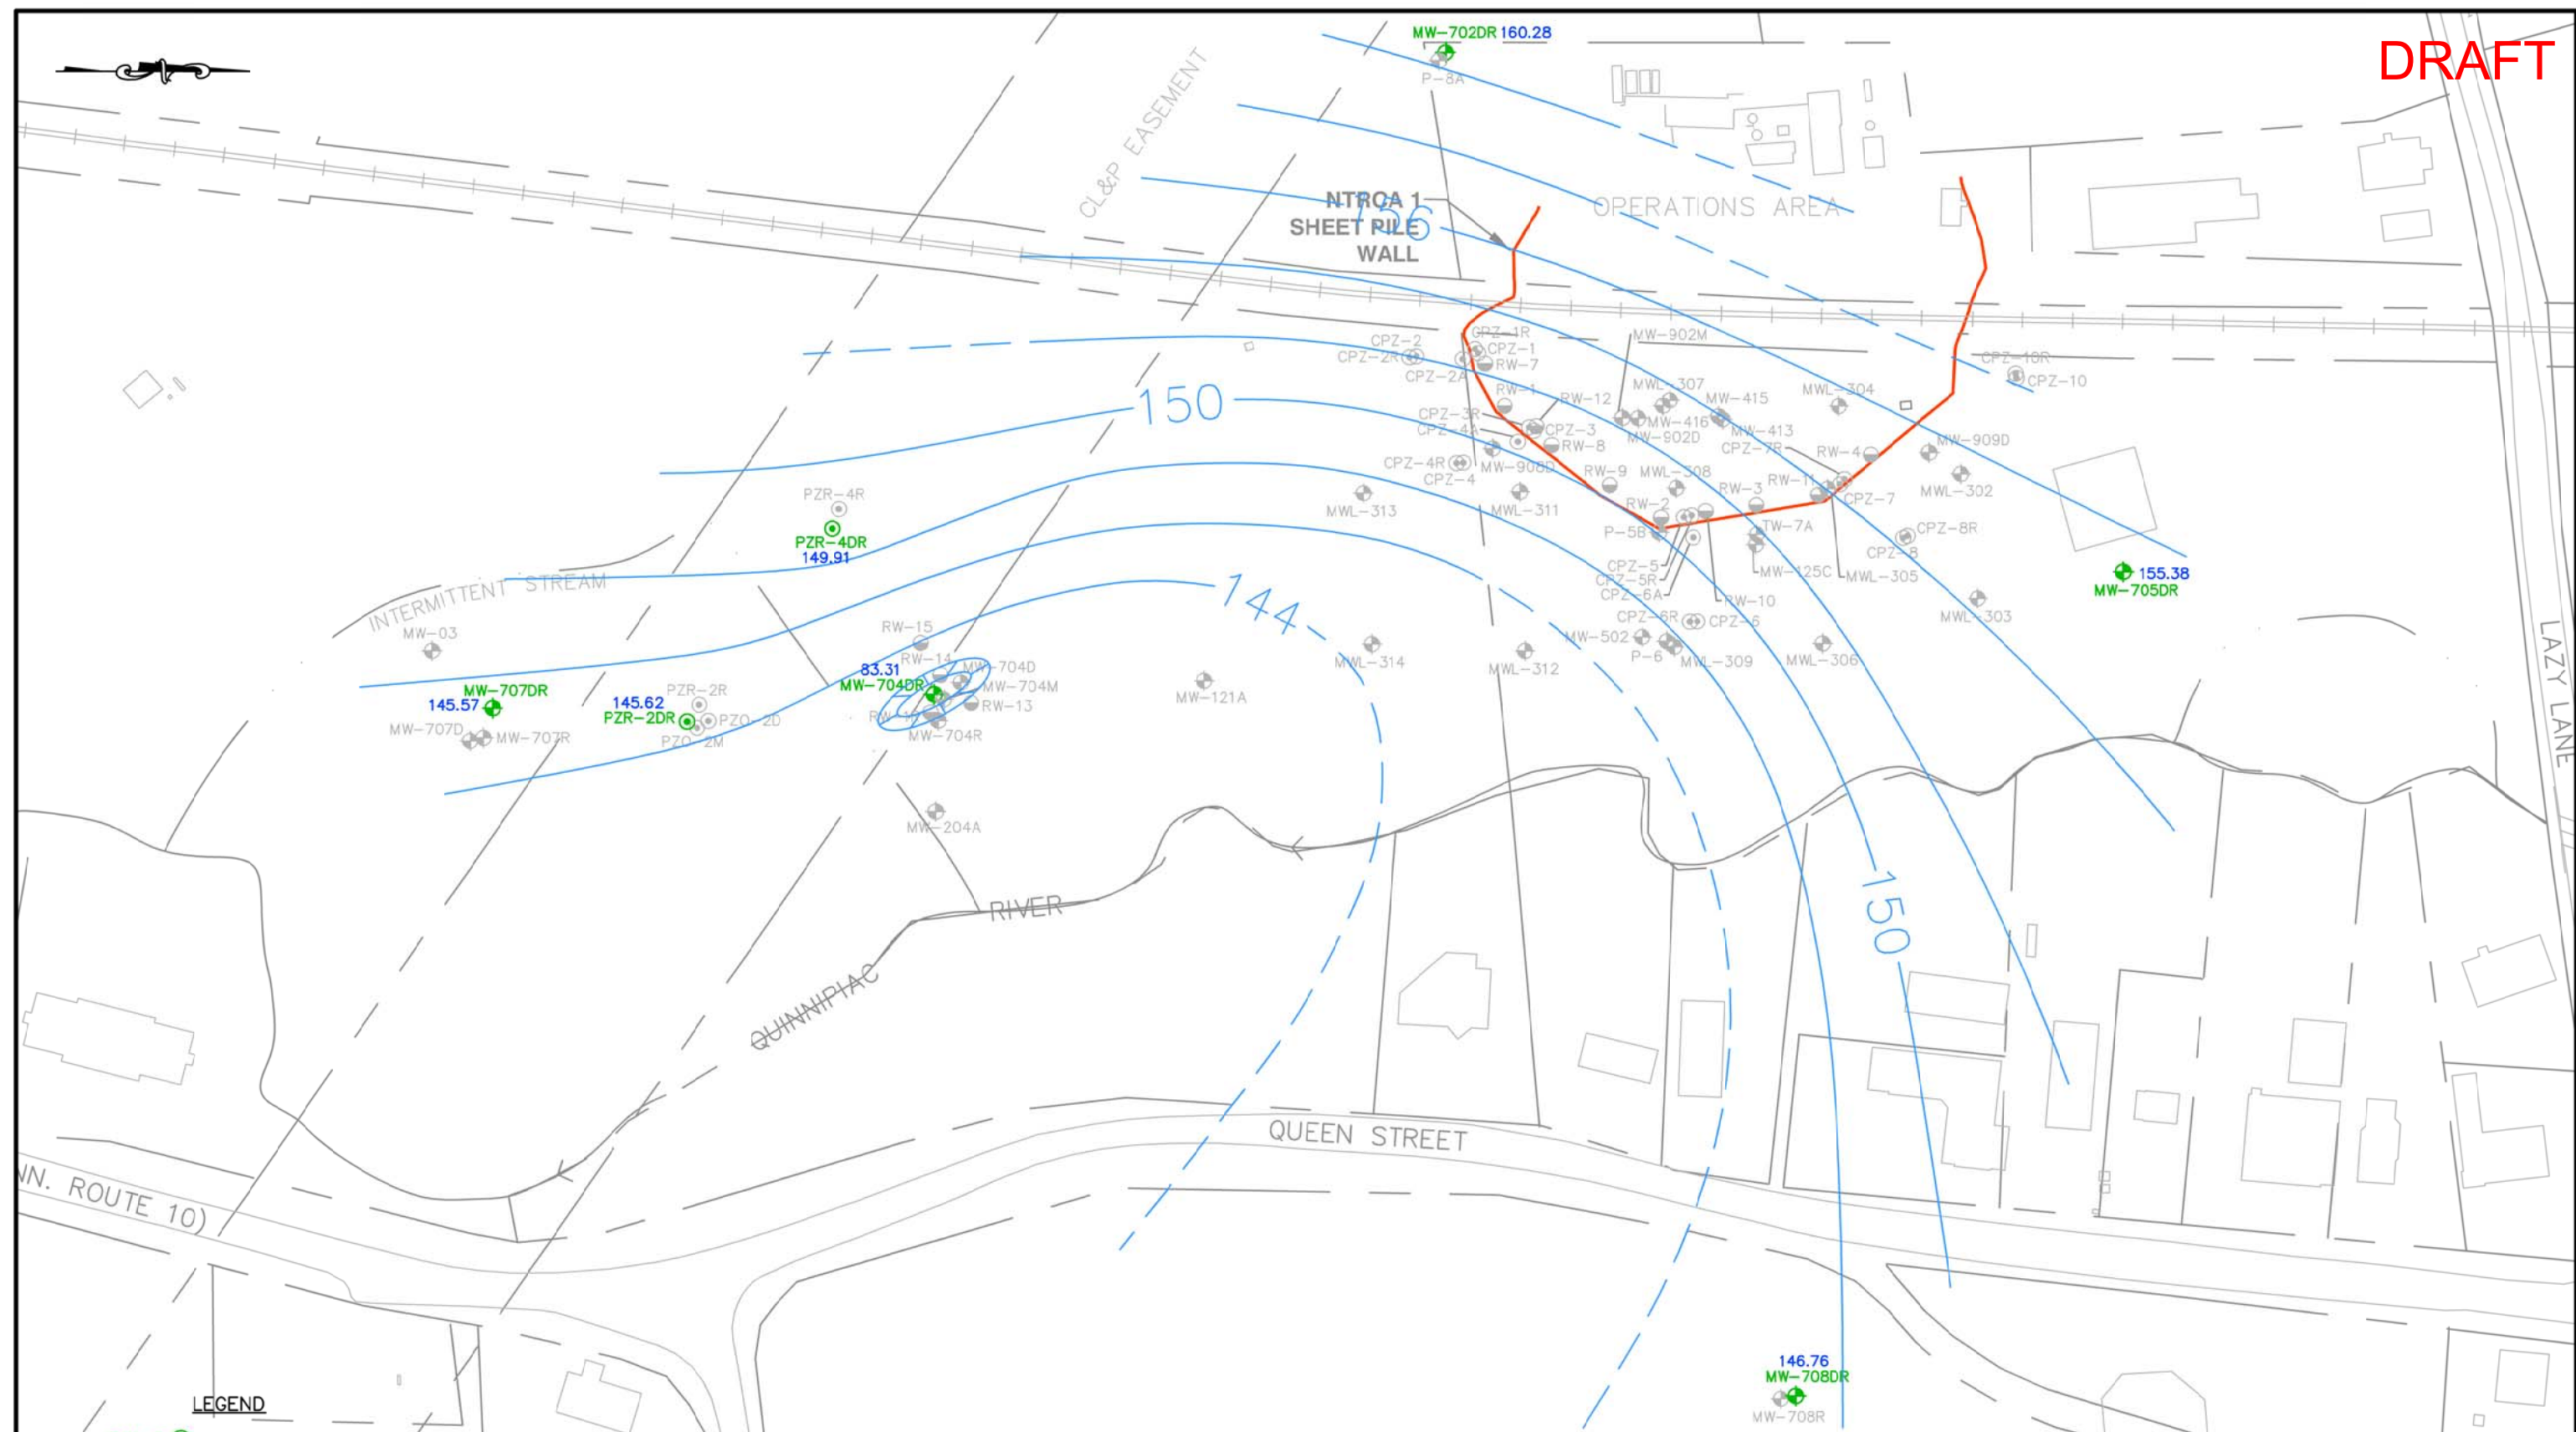 DRAFT
MW-702DR 160.28
P-8A
CL&P EASEMENT
NTRCA 1
SHEET PILE
WALL
156
OPERATIONS AREA
CPZ-1R
CPZ-2
CPZ-1
CPZ-2R
RW-7
CPZ-2A
MW-902M
CPZ-10R
CPZ-10
150
RW-1
RW-12
MWL-307
MW-415
MWL-304
CPZ-3R
CPZ-3
MW-416
MW-413
CPZ-4A
RW-8
MW-902D
CPZ-7R
RW-4
MW-909D
CPZ-4R
CPZ-4
MW-908D
RW-9
MWL-308
RW-3
RW-11
CPZ-7
MWL-302
PZR-4R
PZR-4DR
149.91
MWL-313
MWL-311
RW-2
P-5B
TW-7A
CPZ-8R
CPZ-8
CPZ-5
CPZ-5R
CPZ-6A
MW-125C
MWL-305
155.38
MW-705DR
INTERMITTENT STREAM
144
RW-10
MW-03
RW-15
CPZ-6R
CPZ-6
MWL-303
MW-502
P-6
MWL-309
MWL-306
MWL-314
MWL-312
LAZY LANE
RW-14
MW-704D
83.31
MW-704DR
MW-704M
RW-13
MW-704R
MW-121A
MW-707DR
145.57
MW-707D
MW-707R
145.62
PZR-2R
PZR-2DR
PZO-2D
PZO-2M
MW-204A
150
QUINNIPIAC
RIVER
QUEEN STREET
NN. ROUTE 10)
146.76
MW-708DR
MW-708R
LEGEND